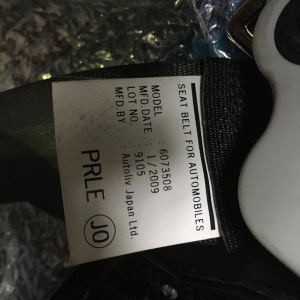 SEAT BELT FOR AUTOMOBILES
MODEL : 6073508
MFD.DATE : 1/2009
LOT NO. : 9105
MFD.BY : Autoliv Japan Ltd.
PRLE JO